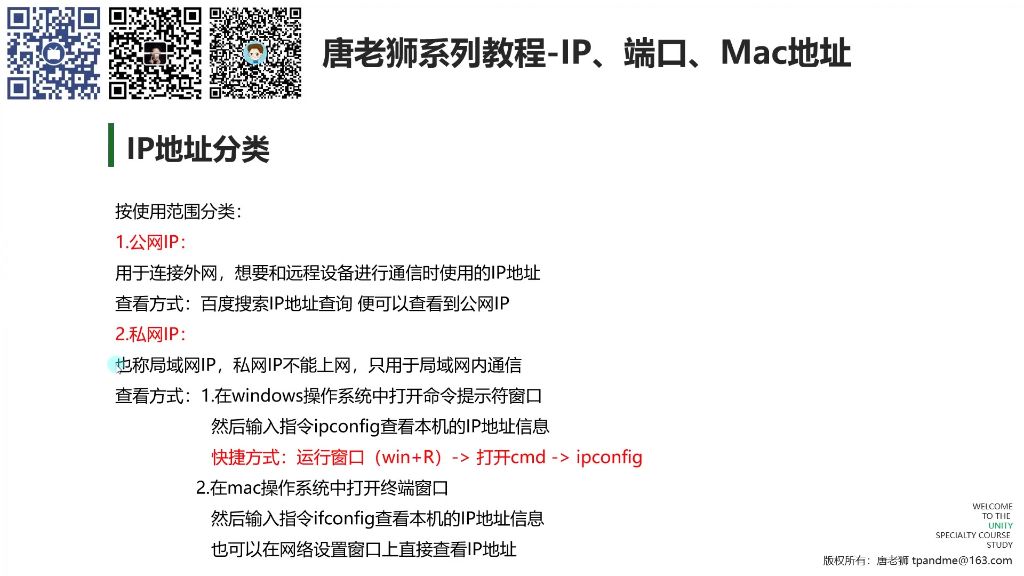 唐老狮系列教程-IP、端口、Mac地址
IP地址分类
按使用范围分类：
1.公网IP：
用于连接外网，想要和远程设备进行通信时使用的IP地址
查看方式：百度搜索IP地址查询 便可以查看到公网IP
2.私网IP：
也称局域网IP，私网IP不能上网，只用于局域网内通信
查看方式：1.在windows操作系统中打开命令提示符窗口
然后输入指令ipconfig查看本机的IP地址信息
快捷方式：运行窗口（win+R）-> 打开cmd -> ipconfig
2.在mac操作系统中打开终端窗口
然后输入指令ifconfig查看本机的IP地址信息
也可以在网络设置窗口上直接查看IP地址
WELCOME
TO THE
UNITY
SPECIALTY COURSE
STUDY
版权所有：唐老狮 tpandme@163.com